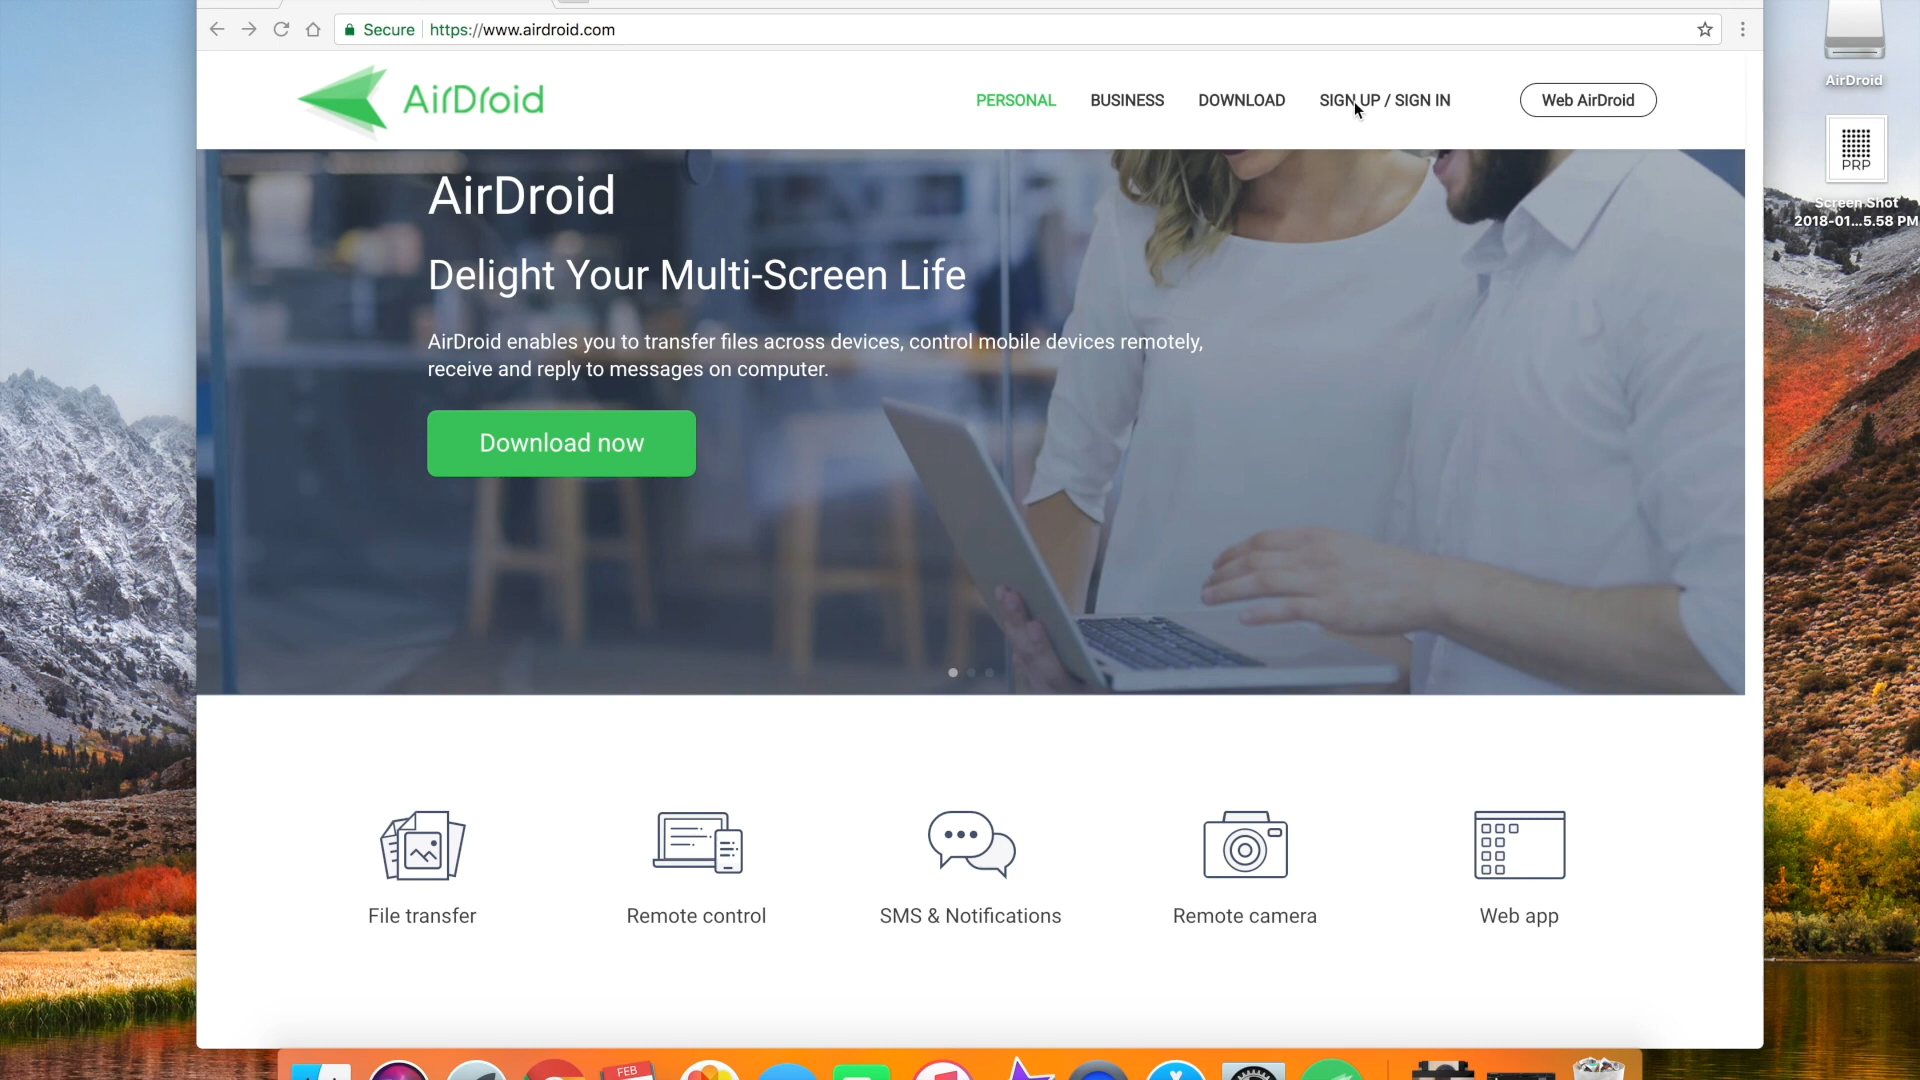 Secure https://www.airdroid.com
AirDroid
PERSONAL BUSINESS DOWNLOAD SIGN UP / SIGN IN Web AirDroid
AirDroid
Delight Your Multi-Screen Life
AirDroid enables you to transfer files across devices, control mobile devices remotely,
receive and reply to messages on computer.
Download now
File transfer
Remote control
SMS & Notifications
Remote camera
Web app
AirDroid
PRP
Screen Shot
2018-01...5.58 PM
FEB